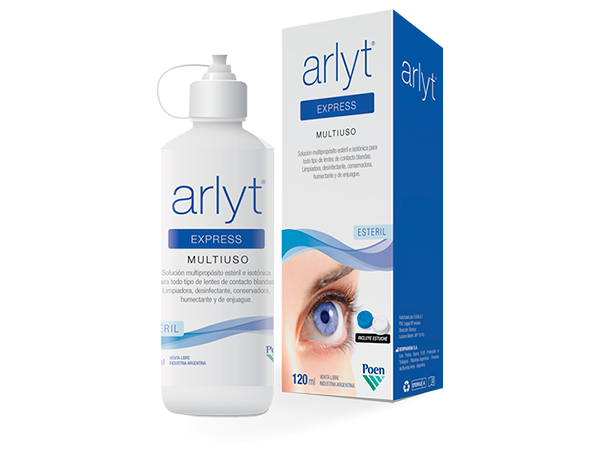 arlyt®
EXPRESS
MULTIUSO
Solución multipropósito estéril e isotónica
para todo tipo de lentes de contacto blandas.
Limpiadora, desinfectante, conservadora,
humectante y de enjuague.
ERIL
ml
VENTA LIBRE
INDUSTRIA ARGENTINA
Poen
arlyt®
EXPRESS
MULTIUSO
Solución multipropósito estéril e isotónica para
todo tipo de lentes de contacto blandas.
Limpiadora, desinfectante, conservadora,
humectante y de enjuague.
ESTERIL
INCLUYE ESTUCHE
120 ml
VENTA LIBRE
INDUSTRIA ARGENTINA
Poen
arlyt®